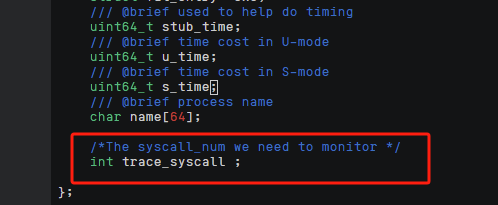 /// @brief used to help do timing
uint64_t stub_time;
/// @brief time cost in U-mode
uint64_t u_time;
/// @brief time cost in S-mode
uint64_t s_time;
/// @brief process name
char name[64];
/*The syscall_num we need to monitor */
int trace_syscall ;
};